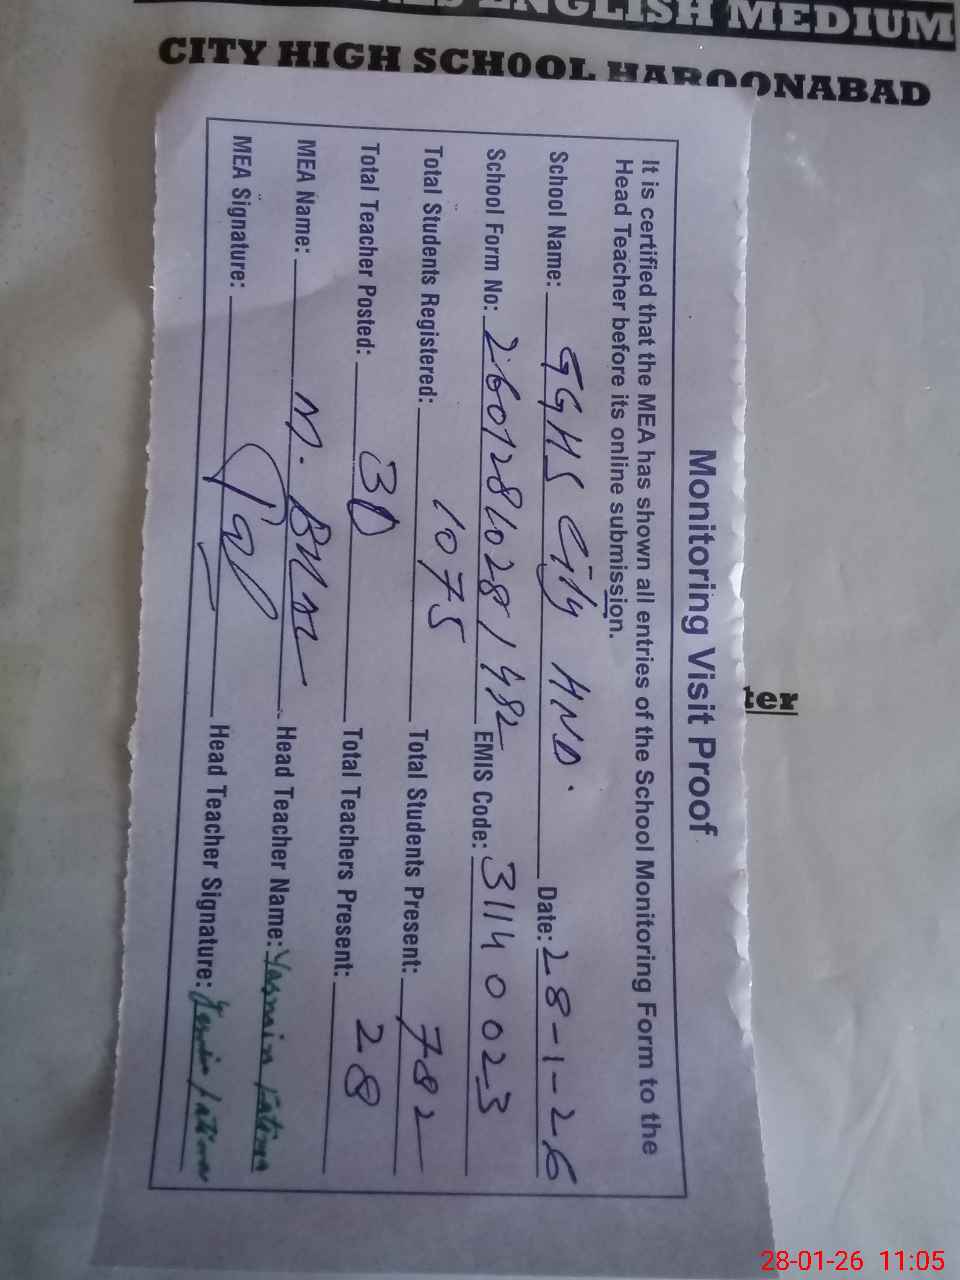 ENGLISH MEDIUM
CITY HIGH SCHOOL HAROONABAD
ter
Monitoring Visit Proof
It is certified that the MEA has shown all entries of the School Monitoring Form to the
Head Teacher before its online submission.
School Name: GGHS City HND. Date: 28-1-26
School Form No: 26012810281482 EMIS Code: 31140023
Total Students Registered: 1075 Total Students Present: 782
Total Teacher Posted: 30 Total Teachers Present: 28
MEA Name: M. Head Teacher Name: Yasmin Fatima
MEA Signature: Head Teacher Signature:
28-01-26 11:05